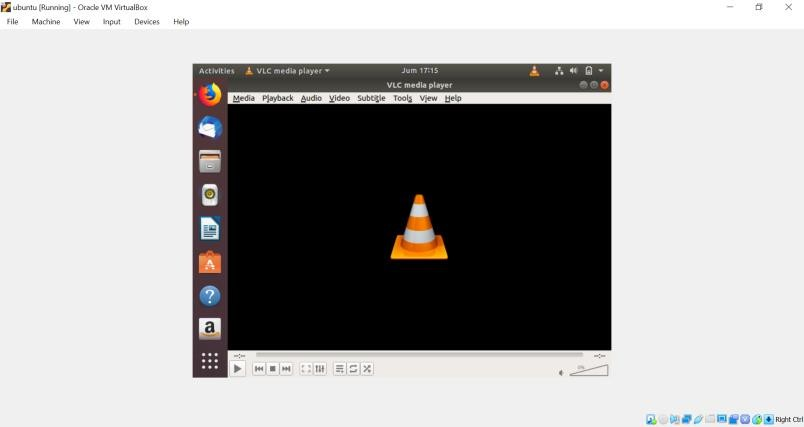 ubuntu [Running] - Oracle VM VirtualBox
File Machine View Input Devices Help
Activities VLC media player Jum 17:15
VLC media player
Media Playback Audio Video Subtitle Tools View Help
--:-- --:--
0%
Right Ctrl